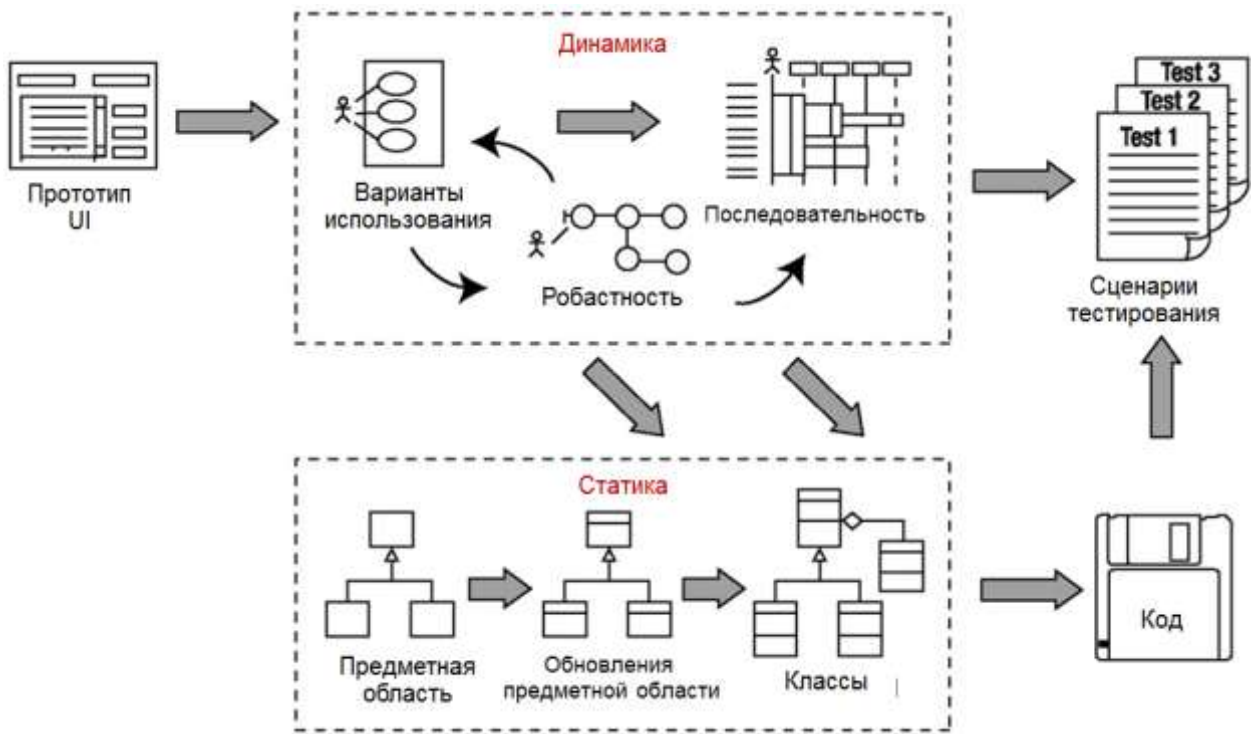 Динамика
Прототип
UI
Варианты
использования
Робастность
Последовательность
Test 3
Test 2
Test 1
Сценарии
тестирования
Статика
Предметная
область
Обновления
предметной области
Классы
Код